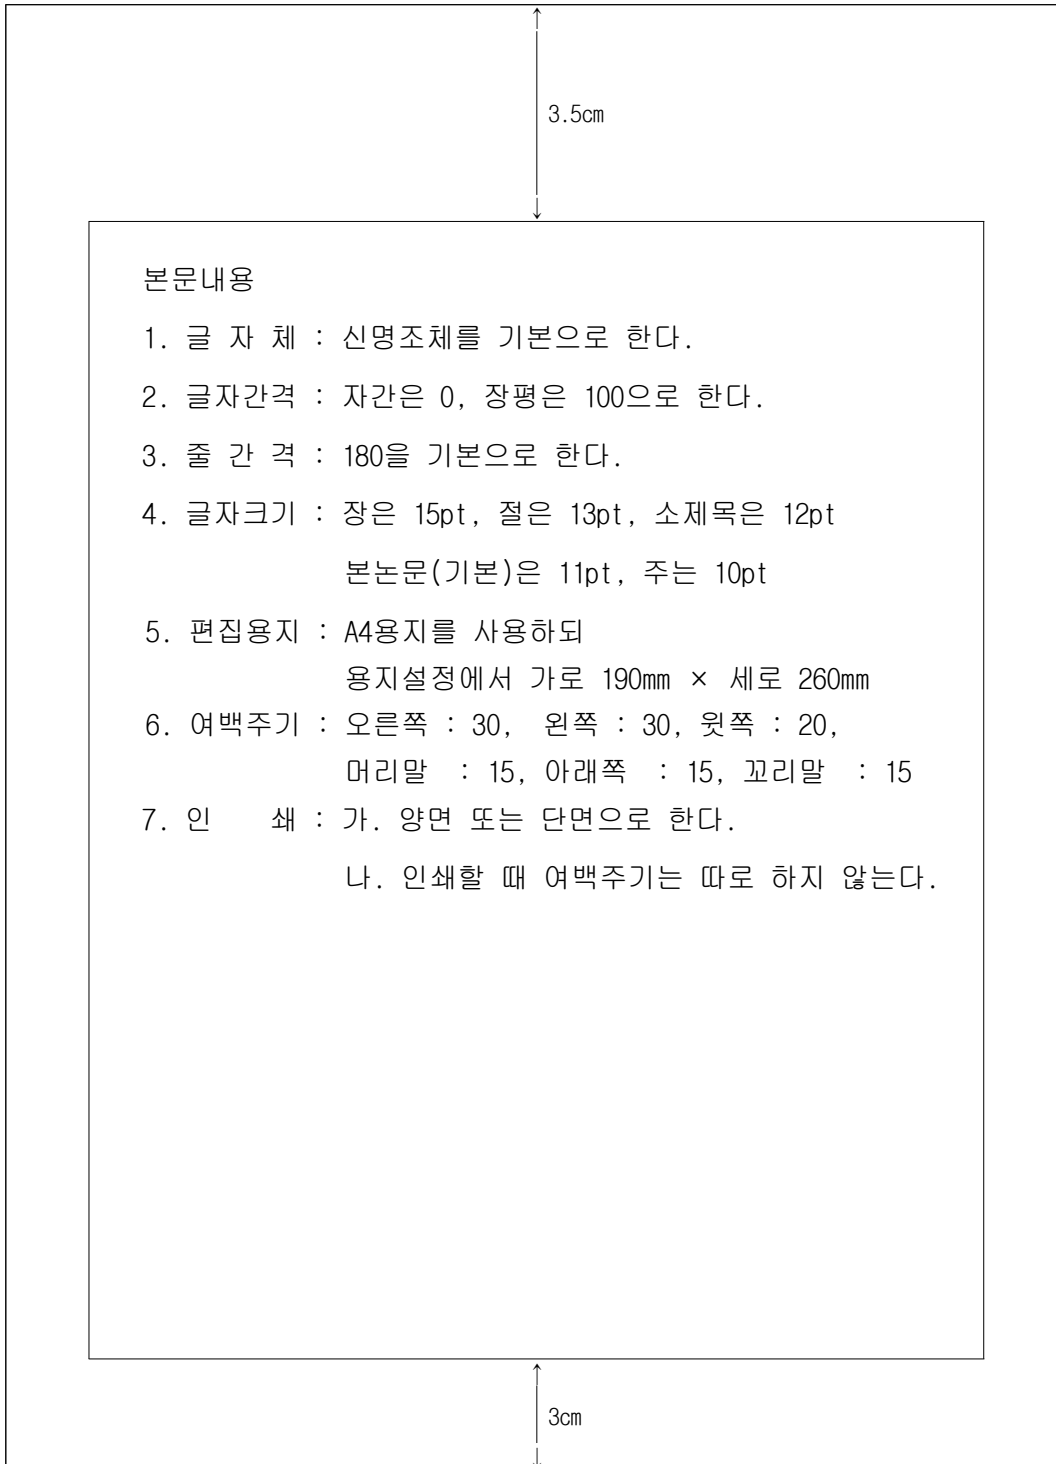 3.5cm
본문내용
1. 글 자 체 : 신명조체를 기본으로 한다.
2. 글자간격 : 자간은 0, 장평은 100으로 한다.
3. 줄 간 격 : 180을 기본으로 한다.
4. 글자크기 : 장은 15pt, 절은 13pt, 소제목은 12pt
본논문(기본)은 11pt, 주는 10pt
5. 편집용지 : A4용지를 사용하되
용지설정에서 가로 190mm × 세로 260mm
6. 여백주기 : 오른쪽 : 30, 왼쪽 : 30, 윗쪽 : 20,
머리말 : 15, 아래쪽 : 15, 꼬리말 : 15
7. 인 쇄 : 가. 양면 또는 단면으로 한다.
나. 인쇄할 때 여백주기는 따로 하지 않는다.
3cm